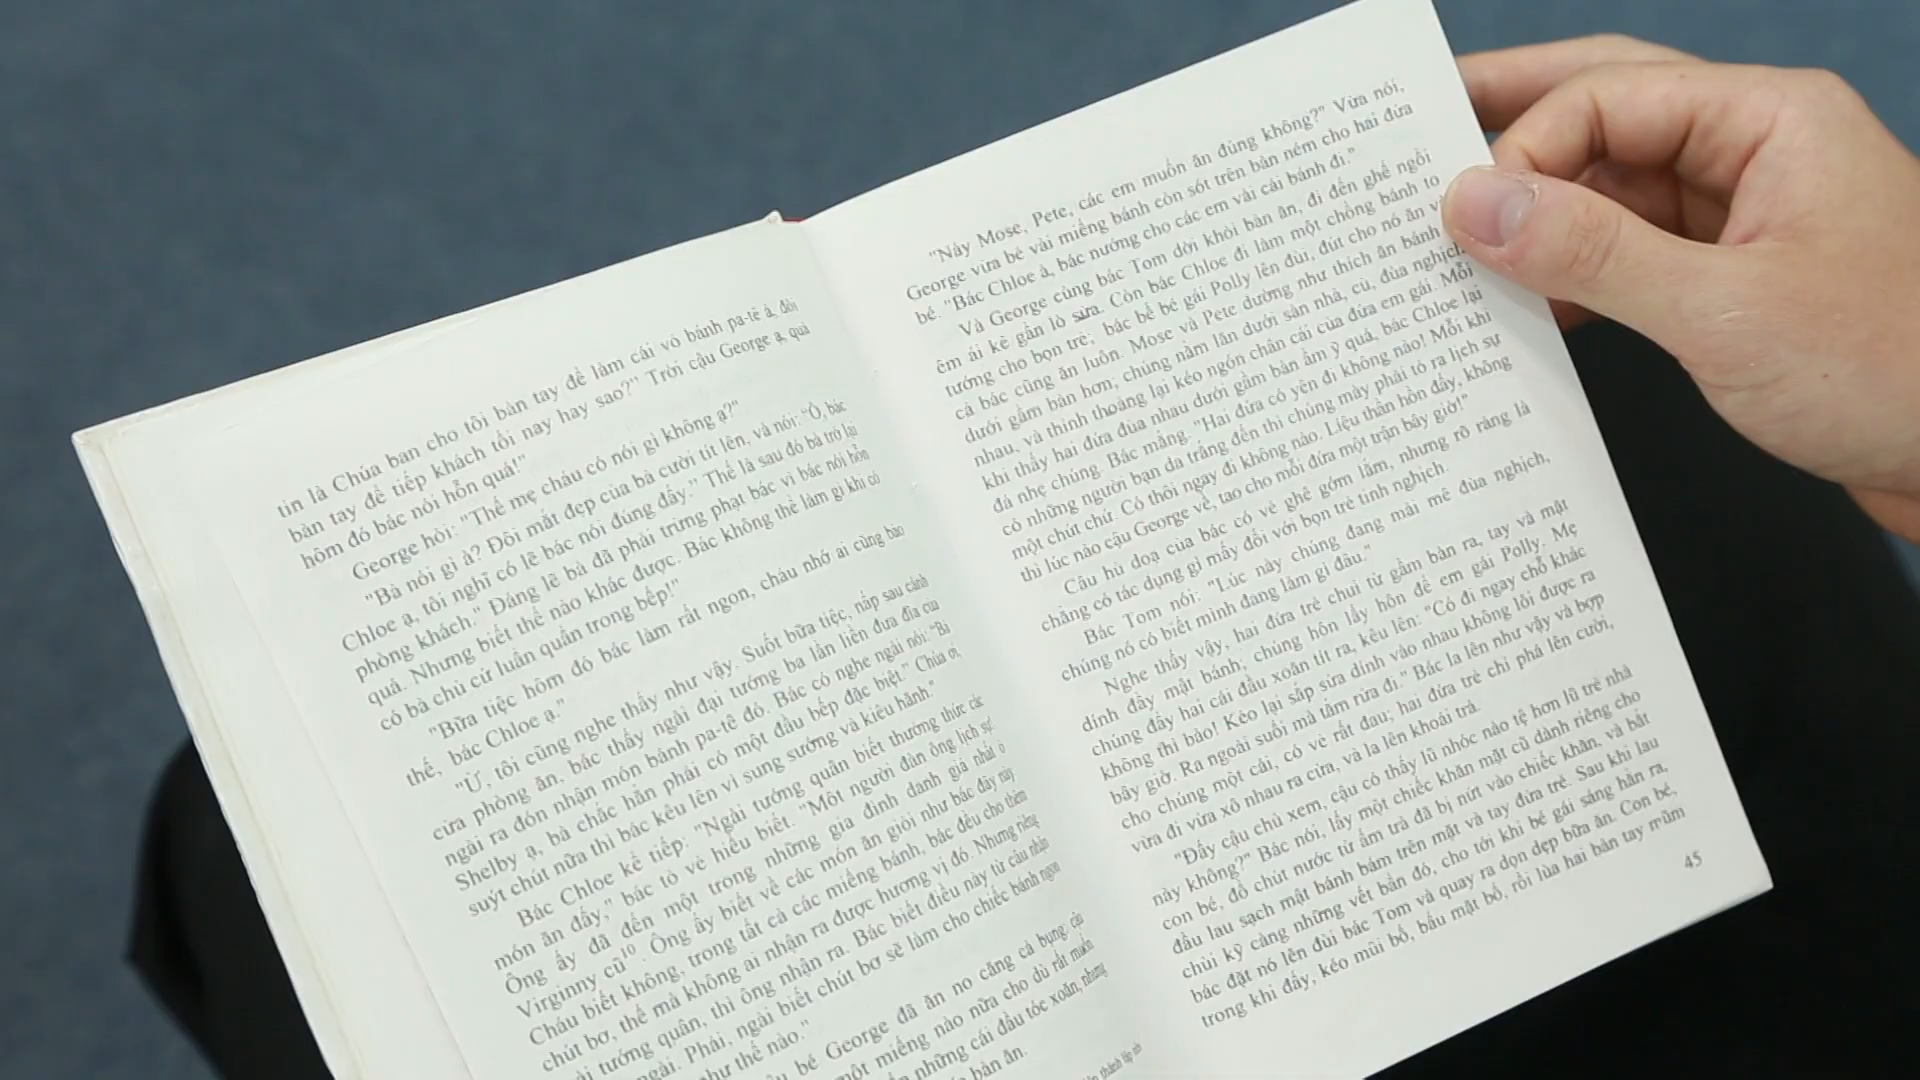 tin là Chúa ban cho tôi bàn tay để làm cái vỏ bánh pa-tê à, đôi
bàn tay để tiếp khách tối nay hay sao?" Trời cậu George ạ, quả
hôm đó bác nói hỗn quá!"
George hỏi: "Thế mẹ cháu có nói gì không ạ?"
"Bà nói gì à? Đôi mắt đẹp của bà cười tít lên, và nói: "Ồ, bác
Chloe ạ, tôi nghĩ có lẽ bác nói đúng đấy." Thế là sau đó bà trở lại
phòng khách." Đáng lẽ bà đã phải trừng phạt bác vì bác nói hỗn
quá. Nhưng biết thế nào khác được. Bác không thể làm gì khi có
có bà chủ cứ luẩn quẩn trong bếp!"
"Bữa tiệc hôm đó bác làm rất ngon, cháu nhớ ai cũng bảo
thế, bác Chloe ạ."
"Ừ, tôi cũng nghe thấy như vậy. Suốt bữa tiệc, nấp sau cánh
cửa phòng ăn, bác thấy ngài đại tướng ba lần liền đưa đĩa của
ngài ra đón nhận món bánh pa-tê đó. Bác có nghe ngài nói: "Bà
Shelby ạ, bà chắc hẳn phải có một đầu bếp đặc biệt." Chúa ơi,
suýt chút nữa thì bác kêu lên vì sung sướng và kiêu hãnh."
Bác Chloe kể tiếp: "Ngài tướng quân biết thưởng thức các
món ăn đấy," bác tỏ vẻ hiểu biết. "Một người đàn ông lịch sự!
Ông ấy đã đến một trong những gia đình danh giá nhất ở
Virginny cũ10. Ông ấy biết về các món ăn giỏi như bác đây này.
Cháu biết không, trong tất cả các miếng bánh, bác đều cho thêm
chút bơ, thế mà không ai nhận ra được hương vị đó. Nhưng riêng
tướng quân, thì ông nhận ra. Bác biết điều này từ câu nhận
ngài. Phải, ngài biết chút bơ sẽ làm cho chiếc bánh ngon
như thế nào."
bé George đã ăn no căng cả bụng, cậu
một miếng nào nữa cho dù rất muốn
những cái đầu tóc xoăn, nhưng
bàn ăn.
thành lập nên
"Này Mose, Pete, các em muốn ăn đúng không?" Vừa nói,
George vừa bẻ vài miếng bánh còn sót trên bàn ném cho hai đứa
bé. "Bác Chloe à, bác nướng cho các em vài cái bánh đi."
Và George cùng bác Tom dời khỏi bàn ăn, đi đến ghế ngồi
êm ái kê gần lò sưa. Còn bác Chloe đi làm một chồng bánh to
tướng cho bọn trẻ; bác bế bé gái Polly lên đùi, đút cho nó ăn và
cả bác cũng ăn luôn. Mose và Pete dường như thích ăn bánh
dưới gầm bàn hơn; chúng nằm lăn dưới sàn nhà, cù, đùa nghịch
nhau, và thỉnh thoảng lại kéo ngón chân cái của đứa em gái. Mỗi
khi thấy hai đứa đùa nhau dưới gầm bàn ầm ỹ quá, bác Chloe lại
đá nhẹ chúng. Bác mắng. "Hai đứa có yên đi không nào! Mỗi khi
có những người bạn da trắng đến thì chúng mày phải tỏ ra lịch sự
một chút chứ. Có thôi ngay đi không nào. Liệu thần hồn đấy, không
thì lúc nào cậu George về, tao cho mỗi đứa một trận bây giờ!"
Câu hù doạ của bác có vẻ ghê gớm lắm, nhưng rõ ràng là
chẳng có tác dụng gì mấy đối với bọn trẻ tinh nghịch.
Bác Tom nói: "Lúc này chúng đang mải mê đùa nghịch,
chúng nó có biết mình đang làm gì đâu."
Nghe thấy vậy, hai đứa trẻ chui từ gầm bàn ra, tay và mặt
dính đầy mật bánh; chúng hôn lấy hôn để em gái Polly. Mẹ
chúng đẩy hai cái đầu xoăn tít ra, kêu lên: "Có đi ngay chỗ khác
không thì bảo! Kẻo lại sắp sửa dính vào nhau không lôi được ra
bây giờ. Ra ngoài suối mà tắm rửa đi." Bác la lên như vậy và bợp
cho chúng một cái, có vẻ rất đau; hai đứa trẻ chỉ phá lên cười,
vừa đi vừa xô nhau ra cửa, và la lên khoái trá.
"Đấy cậu chủ xem, cậu có thấy lũ nhóc nào tệ hơn lũ trẻ nhà
này không?" Bác nói, lấy một chiếc khăn mặt cũ dành riêng cho
con bé, đổ chút nước từ ấm trà đã bị nứt vào chiếc khăn, và bắt
đầu lau sạch mật bánh bám trên mặt và tay đứa trẻ. Sau khi lau
chùi kỹ càng những vết bẩn đó, cho tới khi bé gái sáng hẳn ra,
bác đặt nó lên đùi bác Tom và quay ra dọn dẹp bữa ăn. Con bé,
trong khi đấy, kéo mũi bố, bấu mặt bố, rồi lùa hai bàn tay mũm
45